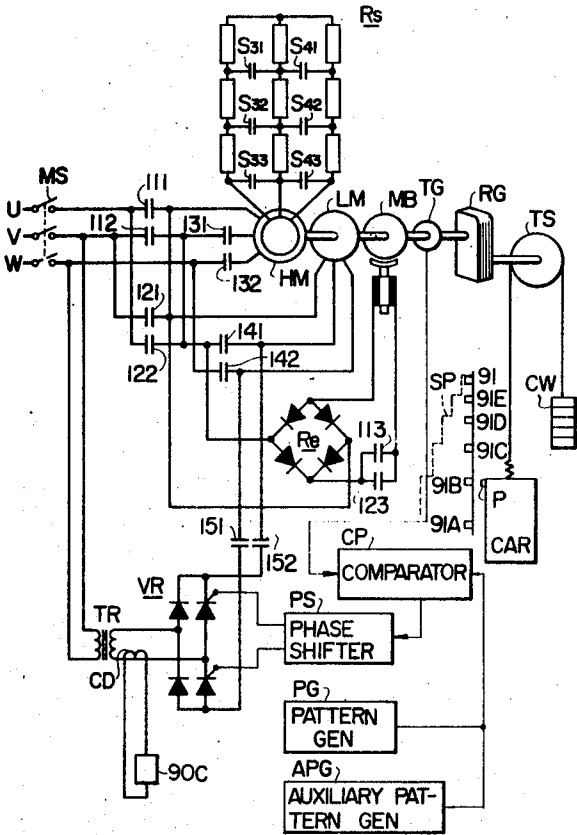 Rs
S31 S41
S32 S42
S33 S43
MS 111 LM MB TG RG TS
U
V 112 131
W
132 HM
121
141
122 142
SP 91
91E
91D
91C
91B
91A
CW
P
CAR
Re 113
123
151 152
CP
COMPARATOR
VR
PS
PHASE
SHIFTER
TR
CD
PG
PATTERN
GEN
90C
APG
AUXILIARY PAT-
TERN GEN